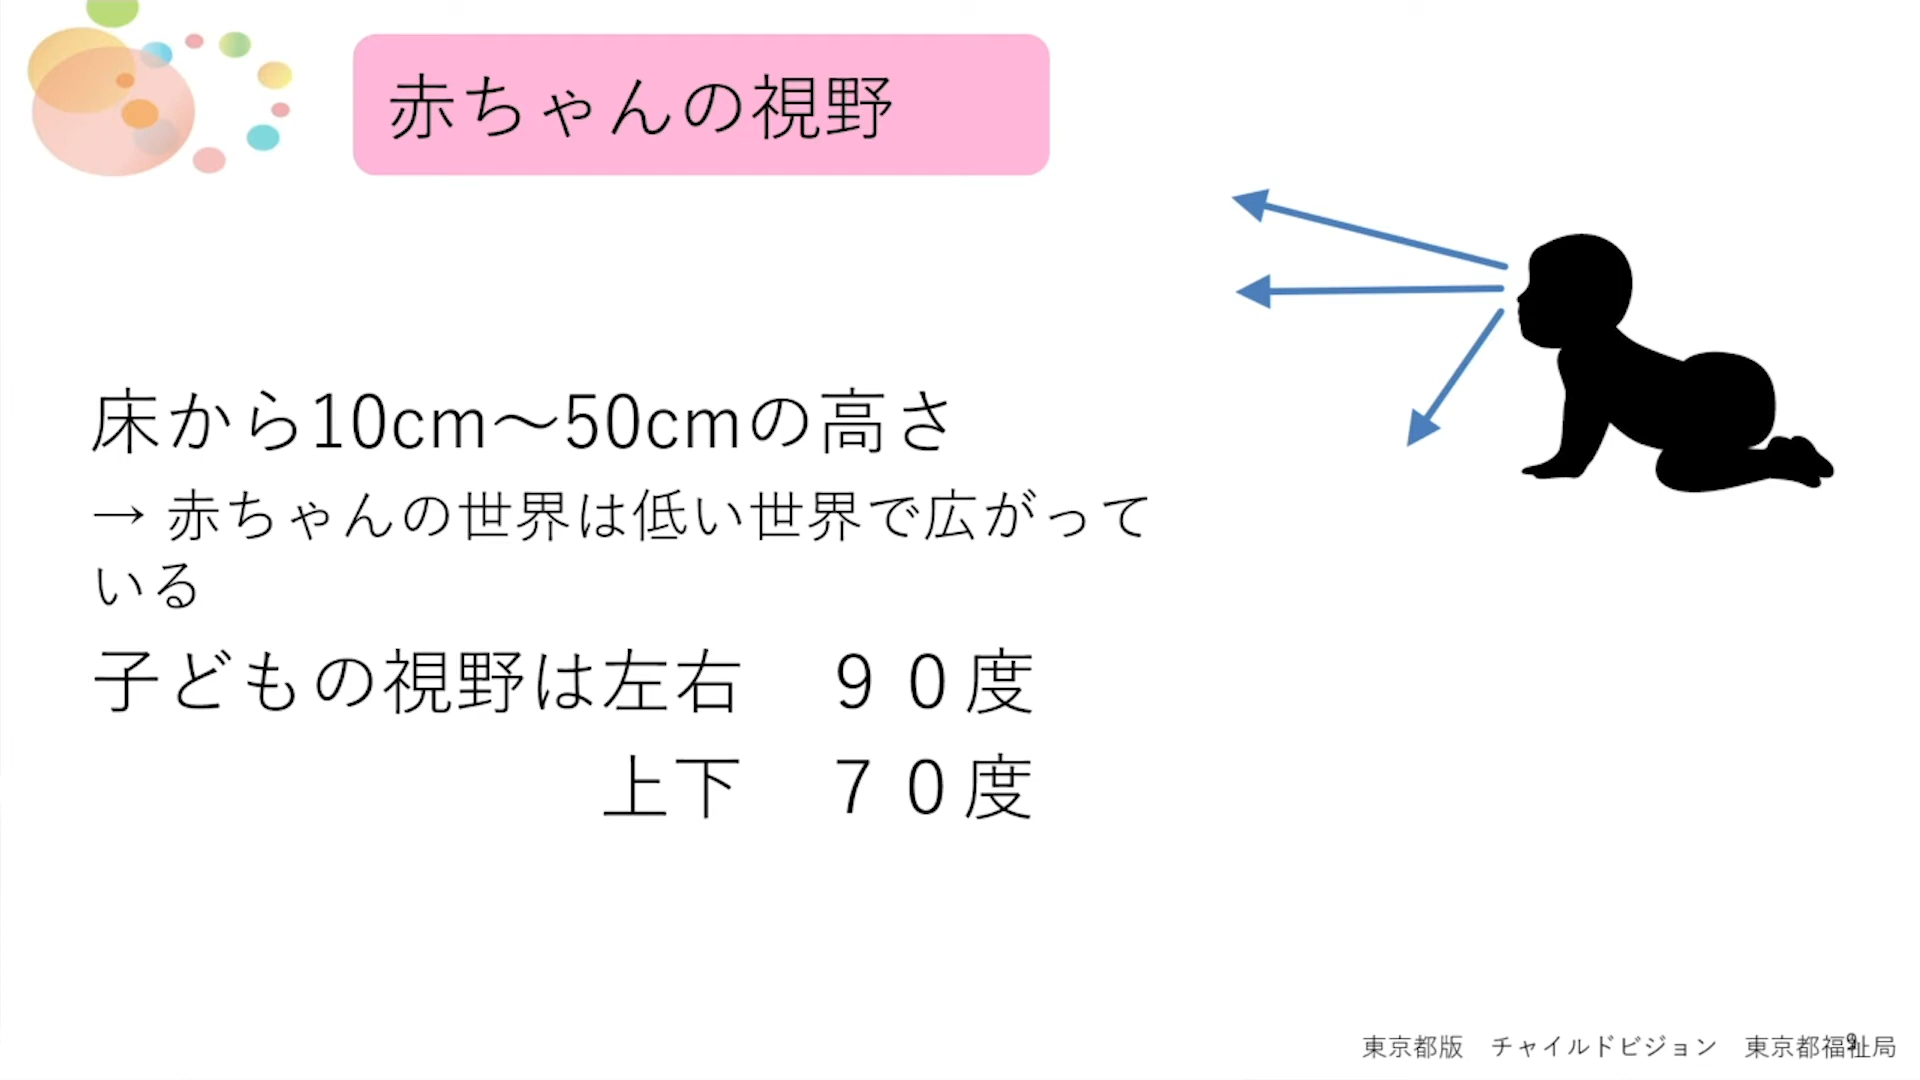 赤ちゃんの視野
床から10cm～50cmの高さ
→ 赤ちゃんの世界は低い世界で広がって
いる
子どもの視野は左右　９０度
上下　７０度
東京都版　チャイルドビジョン　東京都福祉局
9